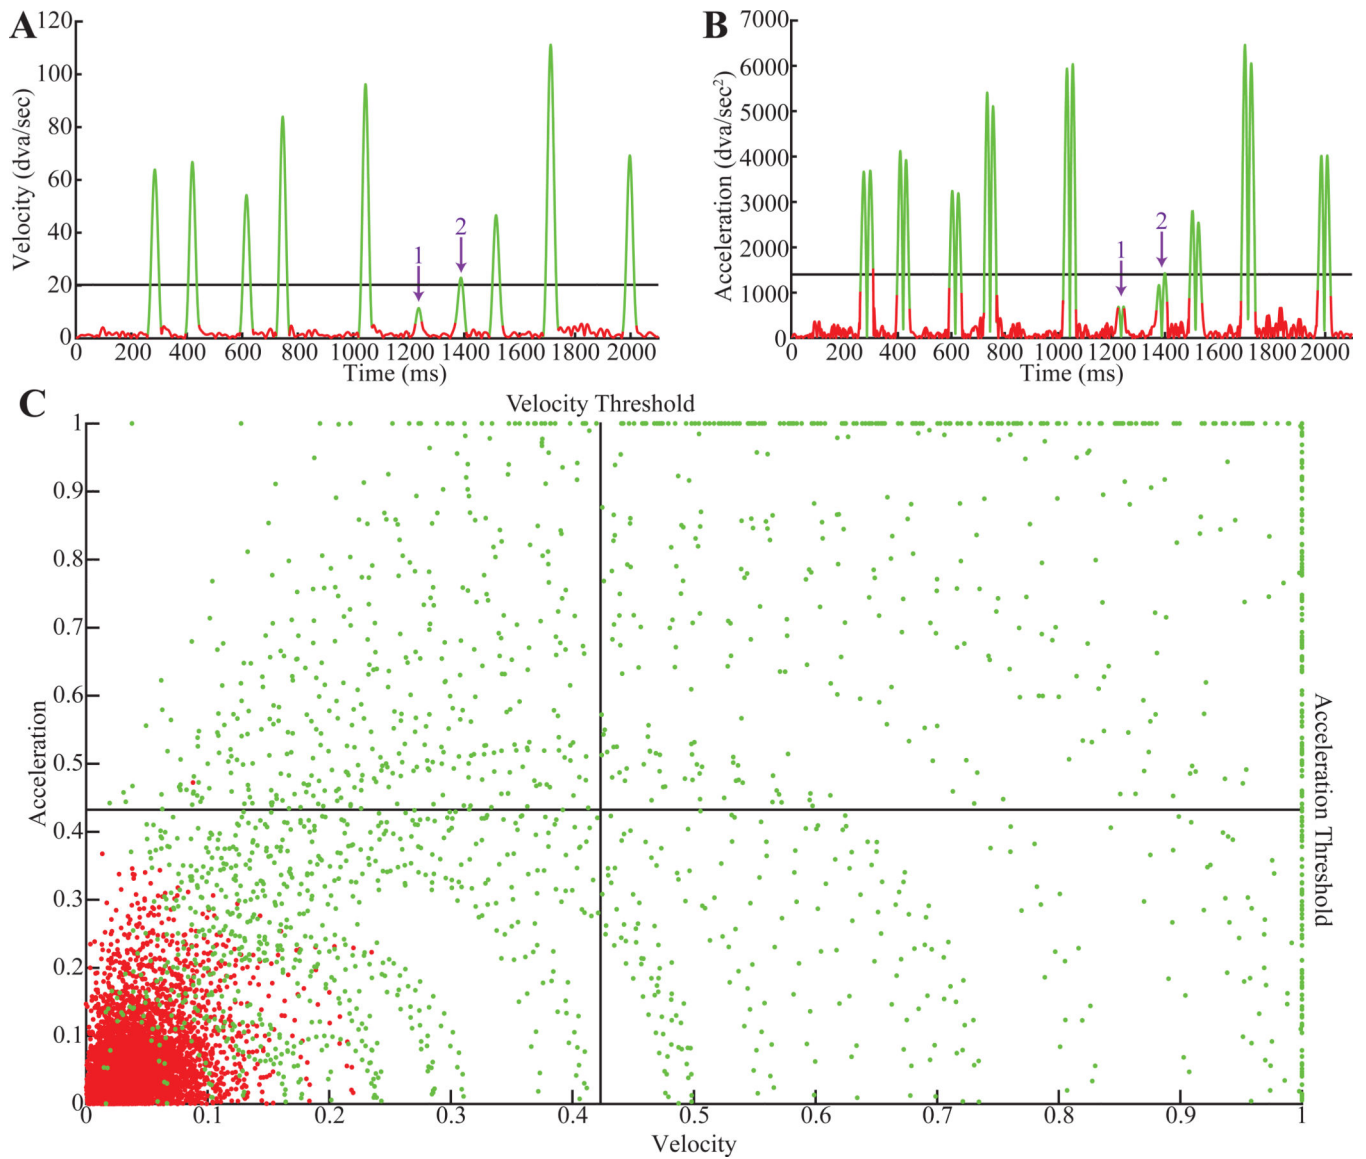 A
Velocity (dva/sec)
120
100
80
60
40
20
0
1
2
0 200 400 600 800 1000 1200 1400 1600 1800 2000
Time (ms)
B
Acceleration (dva/sec²)
7000
6000
5000
4000
3000
2000
1000
0
1
2
0 200 400 600 800 1000 1200 1400 1600 1800 2000
Time (ms)
C
Velocity Threshold
Acceleration
1
0.9
0.8
0.7
0.6
0.5
0.4
0.3
0.2
0.1
0
Acceleration Threshold
0 0.1 0.2 0.3 0.4 0.5 0.6 0.7 0.8 0.9 1
Velocity